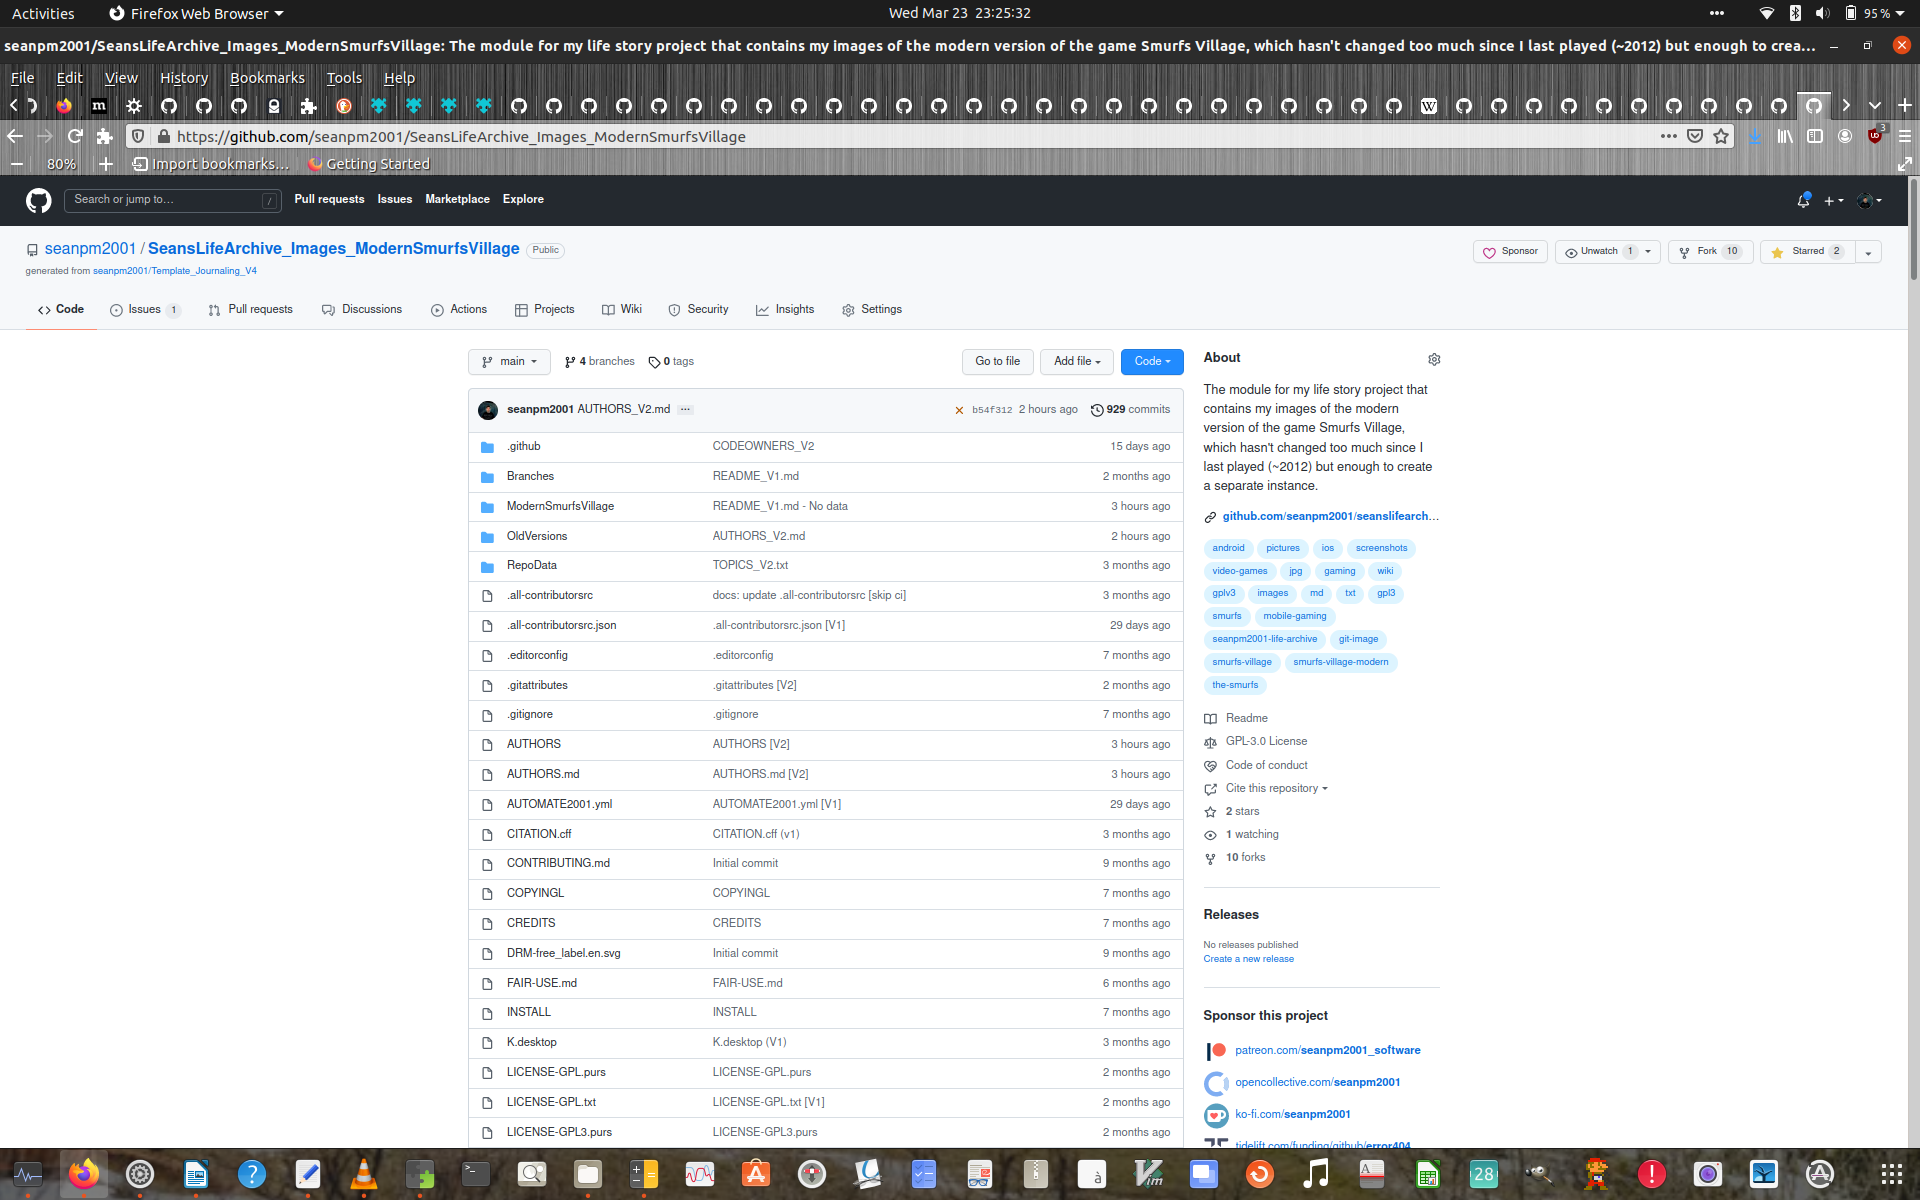 Activities
Firefox Web Browser
Wed Mar 23 23:25:32
95 %
seanpm2001/SeansLifeArchive_Images_ModernSmurfsVillage: The module for my life story project that contains my images of the modern version of the game Smurfs Village, which hasn't changed too much since I last played (~2012) but enough to crea…
File Edit View History Bookmarks Tools Help
https://github.com/seanpm2001/SeansLifeArchive_Images_ModernSmurfsVillage
3
80%
Import bookmarks…
Getting Started
Search or jump to…
/
Pull requests Issues Marketplace Explore
seanpm2001 / SeansLifeArchive_Images_ModernSmurfsVillage Public
generated from seanpm2001/Template_Journaling_V4
Sponsor
Unwatch 1
Fork 10
Starred 2
Code
Issues 1
Pull requests
Discussions
Actions
Projects
Wiki
Security
Insights
Settings
main
4 branches
0 tags
Go to file
Add file
Code
seanpm2001 AUTHORS_V2.md
b54f312 2 hours ago
929 commits
.github CODEOWNERS_V2 15 days ago
Branches README_V1.md 2 months ago
ModernSmurfsVillage README_V1.md - No data 3 hours ago
OldVersions AUTHORS_V2.md 2 hours ago
RepoData TOPICS_V2.txt 3 months ago
.all-contributorsrc docs: update .all-contributorsrc [skip ci] 3 months ago
.all-contributorsrc.json .all-contributorsrc.json [V1] 29 days ago
.editorconfig .editorconfig 7 months ago
.gitattributes .gitattributes [V2] 2 months ago
.gitignore .gitignore 7 months ago
AUTHORS AUTHORS [V2] 3 hours ago
AUTHORS.md AUTHORS.md [V2] 3 hours ago
AUTOMATE2001.yml AUTOMATE2001.yml [V1] 29 days ago
CITATION.cff CITATION.cff (v1) 3 months ago
CONTRIBUTING.md Initial commit 9 months ago
COPYINGL COPYINGL 7 months ago
CREDITS CREDITS 7 months ago
DRM-free_label.en.svg Initial commit 9 months ago
FAIR-USE.md FAIR-USE.md 6 months ago
INSTALL INSTALL 7 months ago
K.desktop K.desktop (V1) 3 months ago
LICENSE-GPL.purs LICENSE-GPL.purs 2 months ago
LICENSE-GPL.txt LICENSE-GPL.txt [V1] 2 months ago
LICENSE-GPL3.purs LICENSE-GPL3.purs 2 months ago
About
The module for my life story project that
contains my images of the modern
version of the game Smurfs Village,
which hasn't changed too much since I
last played (~2012) but enough to create
a separate instance.
github.com/seanpm2001/seanslifearch…
android pictures ios screenshots
video-games jpg gaming wiki
gplv3 images md txt gpl3
smurfs mobile-gaming
seanpm2001-life-archive git-image
smurfs-village smurfs-village-modern
the-smurfs
Readme
GPL-3.0 License
Code of conduct
Cite this repository
2 stars
1 watching
10 forks
Releases
No releases published
Create a new release
Sponsor this project
patreon.com/seanpm2001_software
opencollective.com/seanpm2001
ko-fi.com/seanpm2001
tidelift.com/funding/github/error404
28